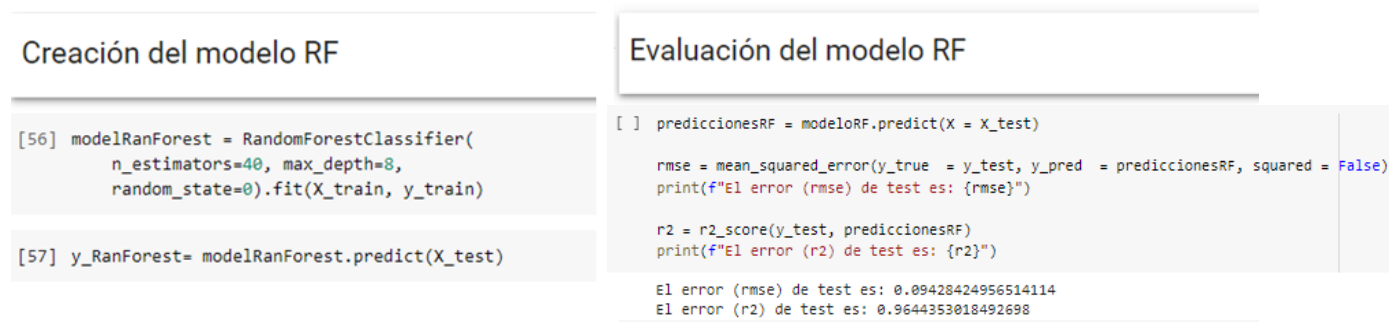 Creación del modelo RF
[56] modelRanForest = RandomForestClassifier(
n_estimators=40, max_depth=8,
random_state=0).fit(X_train, y_train)
[57] y_RanForest= modelRanForest.predict(X_test)
Evaluación del modelo RF
[ ] prediccionesRF = modeloRF.predict(X = X_test)
rmse = mean_squared_error(y_true  = y_test, y_pred  = prediccionesRF, squared = False)
print(f"El error (rmse) de test es: {rmse}")
r2 = r2_score(y_test, prediccionesRF)
print(f"El error (r2) de test es: {r2}")
El error (rmse) de test es: 0.09428424956514114
El error (r2) de test es: 0.9644353018492698